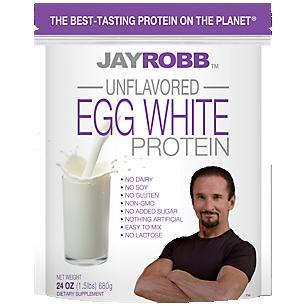 THE BEST-TASTING PROTEIN ON THE PLANET®
JAYROBB™
UNFLAVORED
EGG WHITE
PROTEIN
• NO DAIRY
• NO SOY
• NO GLUTEN
• NON-GMO
• NO ADDED SUGAR
• NOTHING ARTIFICIAL
• EASY TO MIX
• NO LACTOSE
NET WEIGHT
24 OZ (1.5lbs) 680g
DIETARY SUPPLEMENT